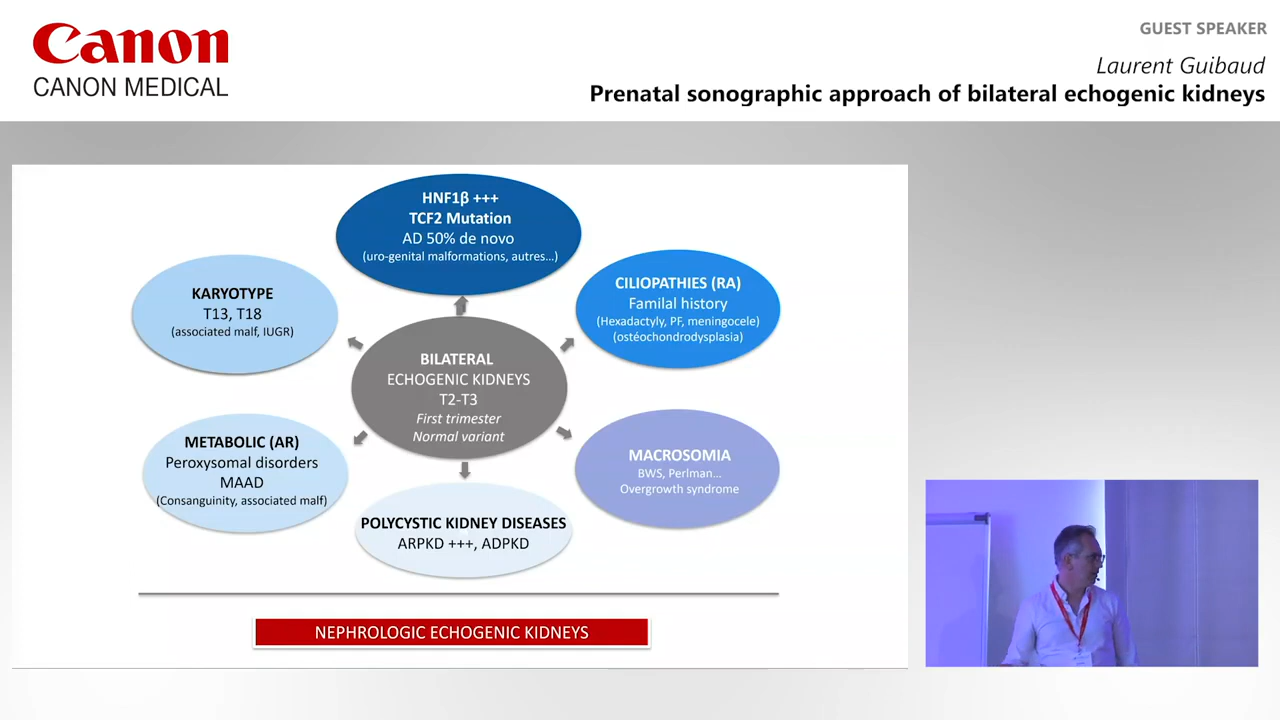 Canon
CANON MEDICAL
GUEST SPEAKER
Laurent Guibaud
Prenatal sonographic approach of bilateral echogenic kidneys
HNF1β +++
TCF2 Mutation
AD 50% de novo
(uro-genital malformations, autres...)
KARYOTYPE
T13, T18
(associated malf, IUGR)
CILIOPATHIES (RA)
Familal history
(Hexadactyly, PF, meningocele)
(ostéochondrodysplasia)
BILATERAL
ECHOGENIC KIDNEYS
T2-T3
First trimester
Normal variant
METABOLIC (AR)
Peroxysomal disorders
MAAD
(Consanguinity, associated malf)
MACROSOMIA
BWS, Perlman...
Overgrowth syndrome
POLYCYSTIC KIDNEY DISEASES
ARPKD +++, ADPKD
NEPHROLOGIC ECHOGENIC KIDNEYS